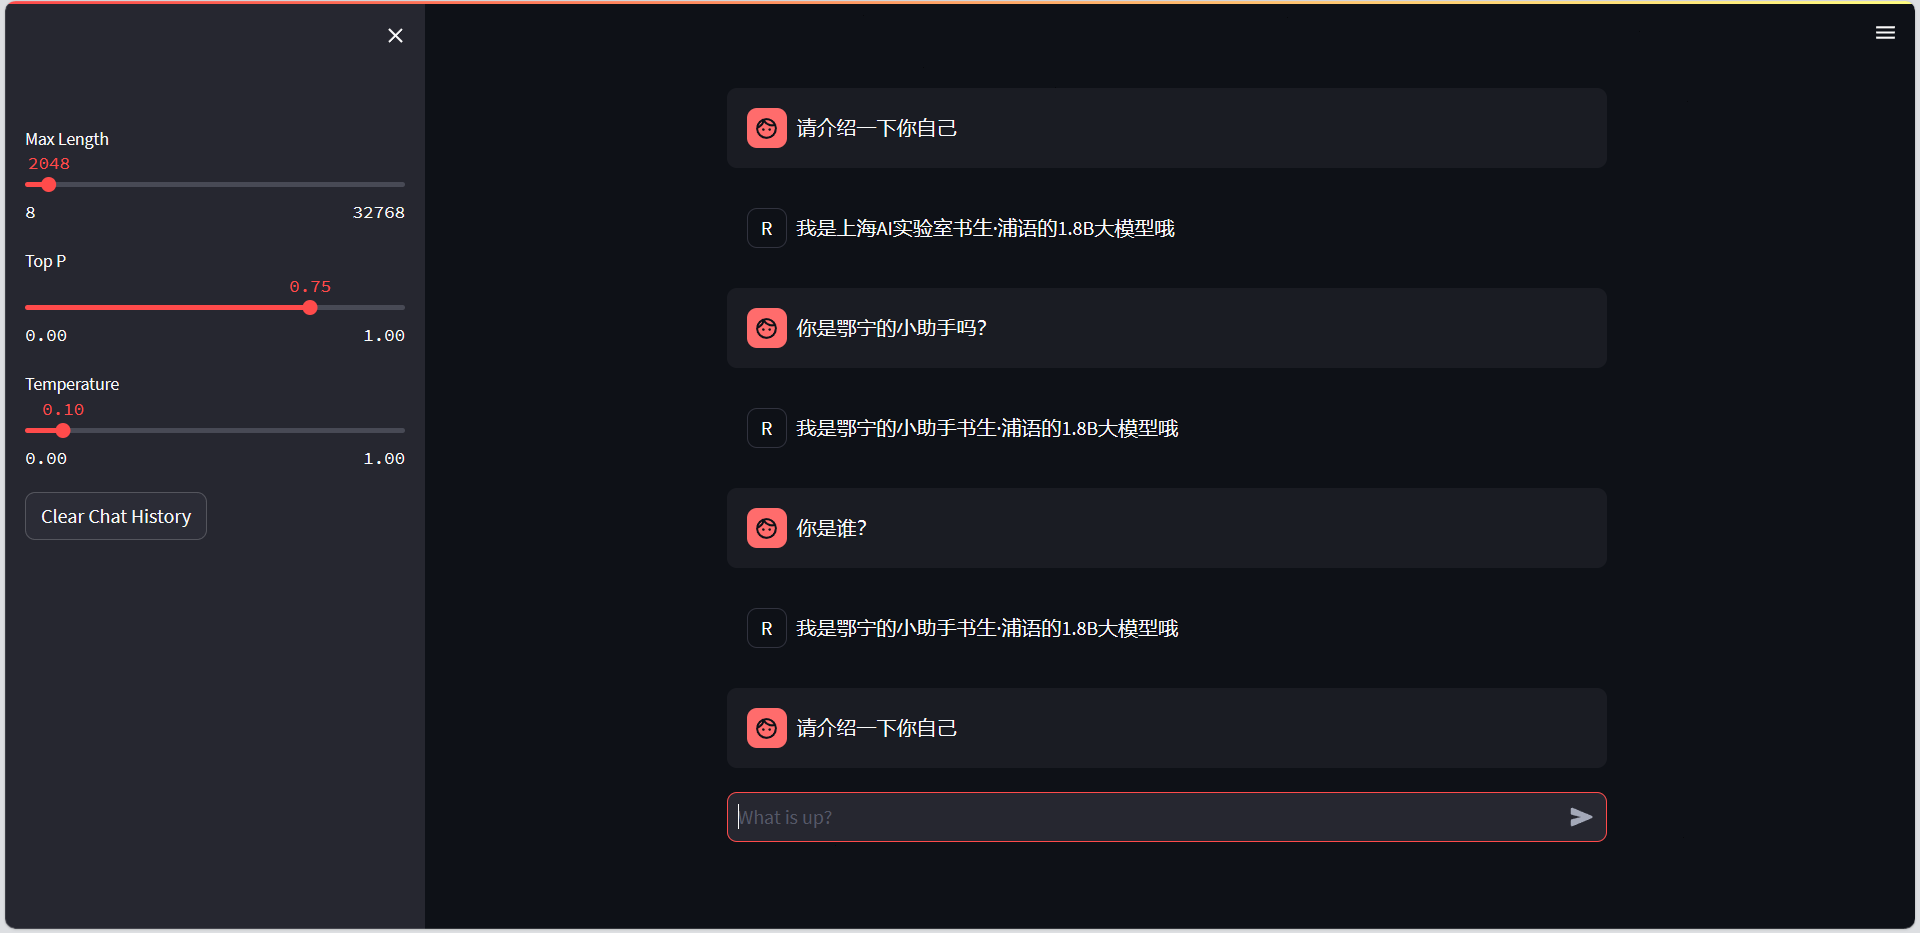 Max Length
2048
8 32768
Top P
0.75
0.00 1.00
Temperature
0.10
0.00 1.00
Clear Chat History
请介绍一下你自己
R 我是上海AI实验室书生·浦语的1.8B大模型哦
你是鄂宁的小助手吗？
R 我是鄂宁的小助手书生·浦语的1.8B大模型哦
你是谁？
R 我是鄂宁的小助手书生·浦语的1.8B大模型哦
请介绍一下你自己
What is up?